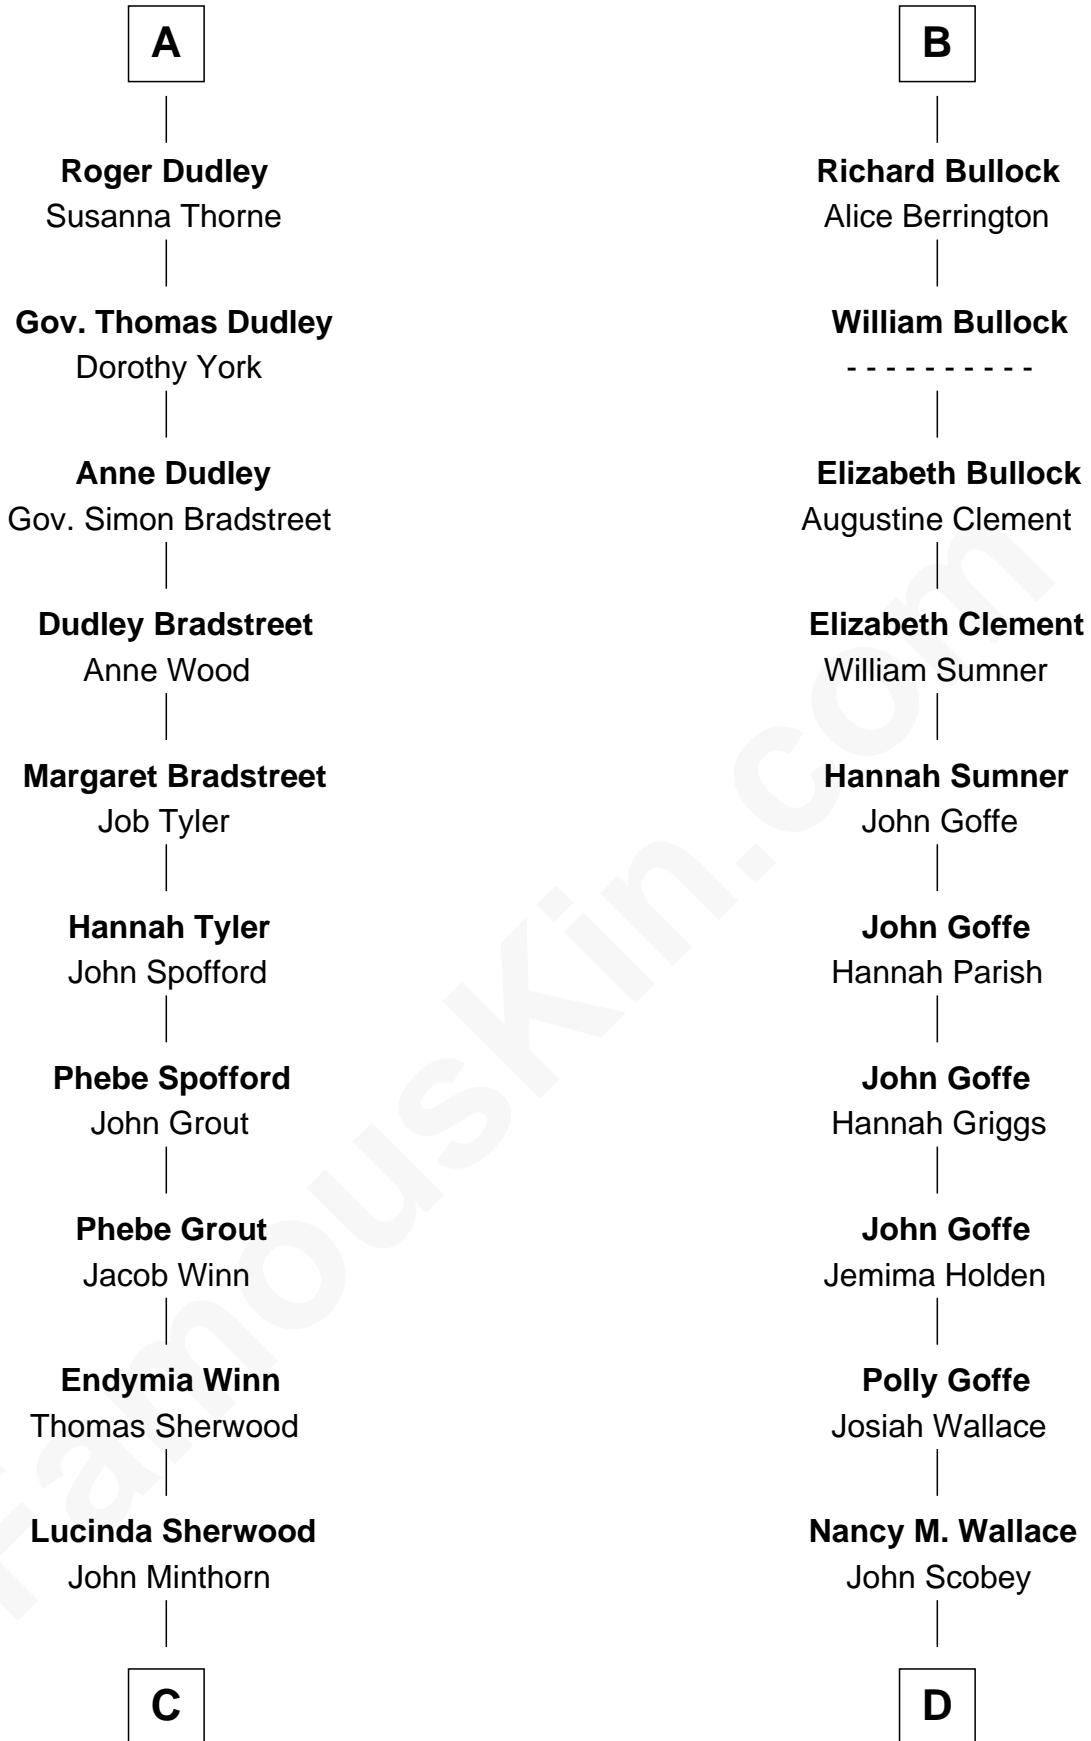 A
Roger Dudley
Susanna Thorne
Gov. Thomas Dudley
Dorothy York
Anne Dudley
Gov. Simon Bradstreet
Dudley Bradstreet
Anne Wood
Margaret Bradstreet
Job Tyler
Hannah Tyler
John Spofford
Phebe Spofford
John Grout
Phebe Grout
Jacob Winn
Endymia Winn
Thomas Sherwood
Lucinda Sherwood
John Minthorn
C
B
Richard Bullock
Alice Berrington
William Bullock
- - - - - - - - - -
Elizabeth Bullock
Augustine Clement
Elizabeth Clement
William Sumner
Hannah Sumner
John Goffe
John Goffe
Hannah Parish
John Goffe
Hannah Griggs
John Goffe
Jemima Holden
Polly Goffe
Josiah Wallace
Nancy M. Wallace
John Scobey
D
FamousKin.com